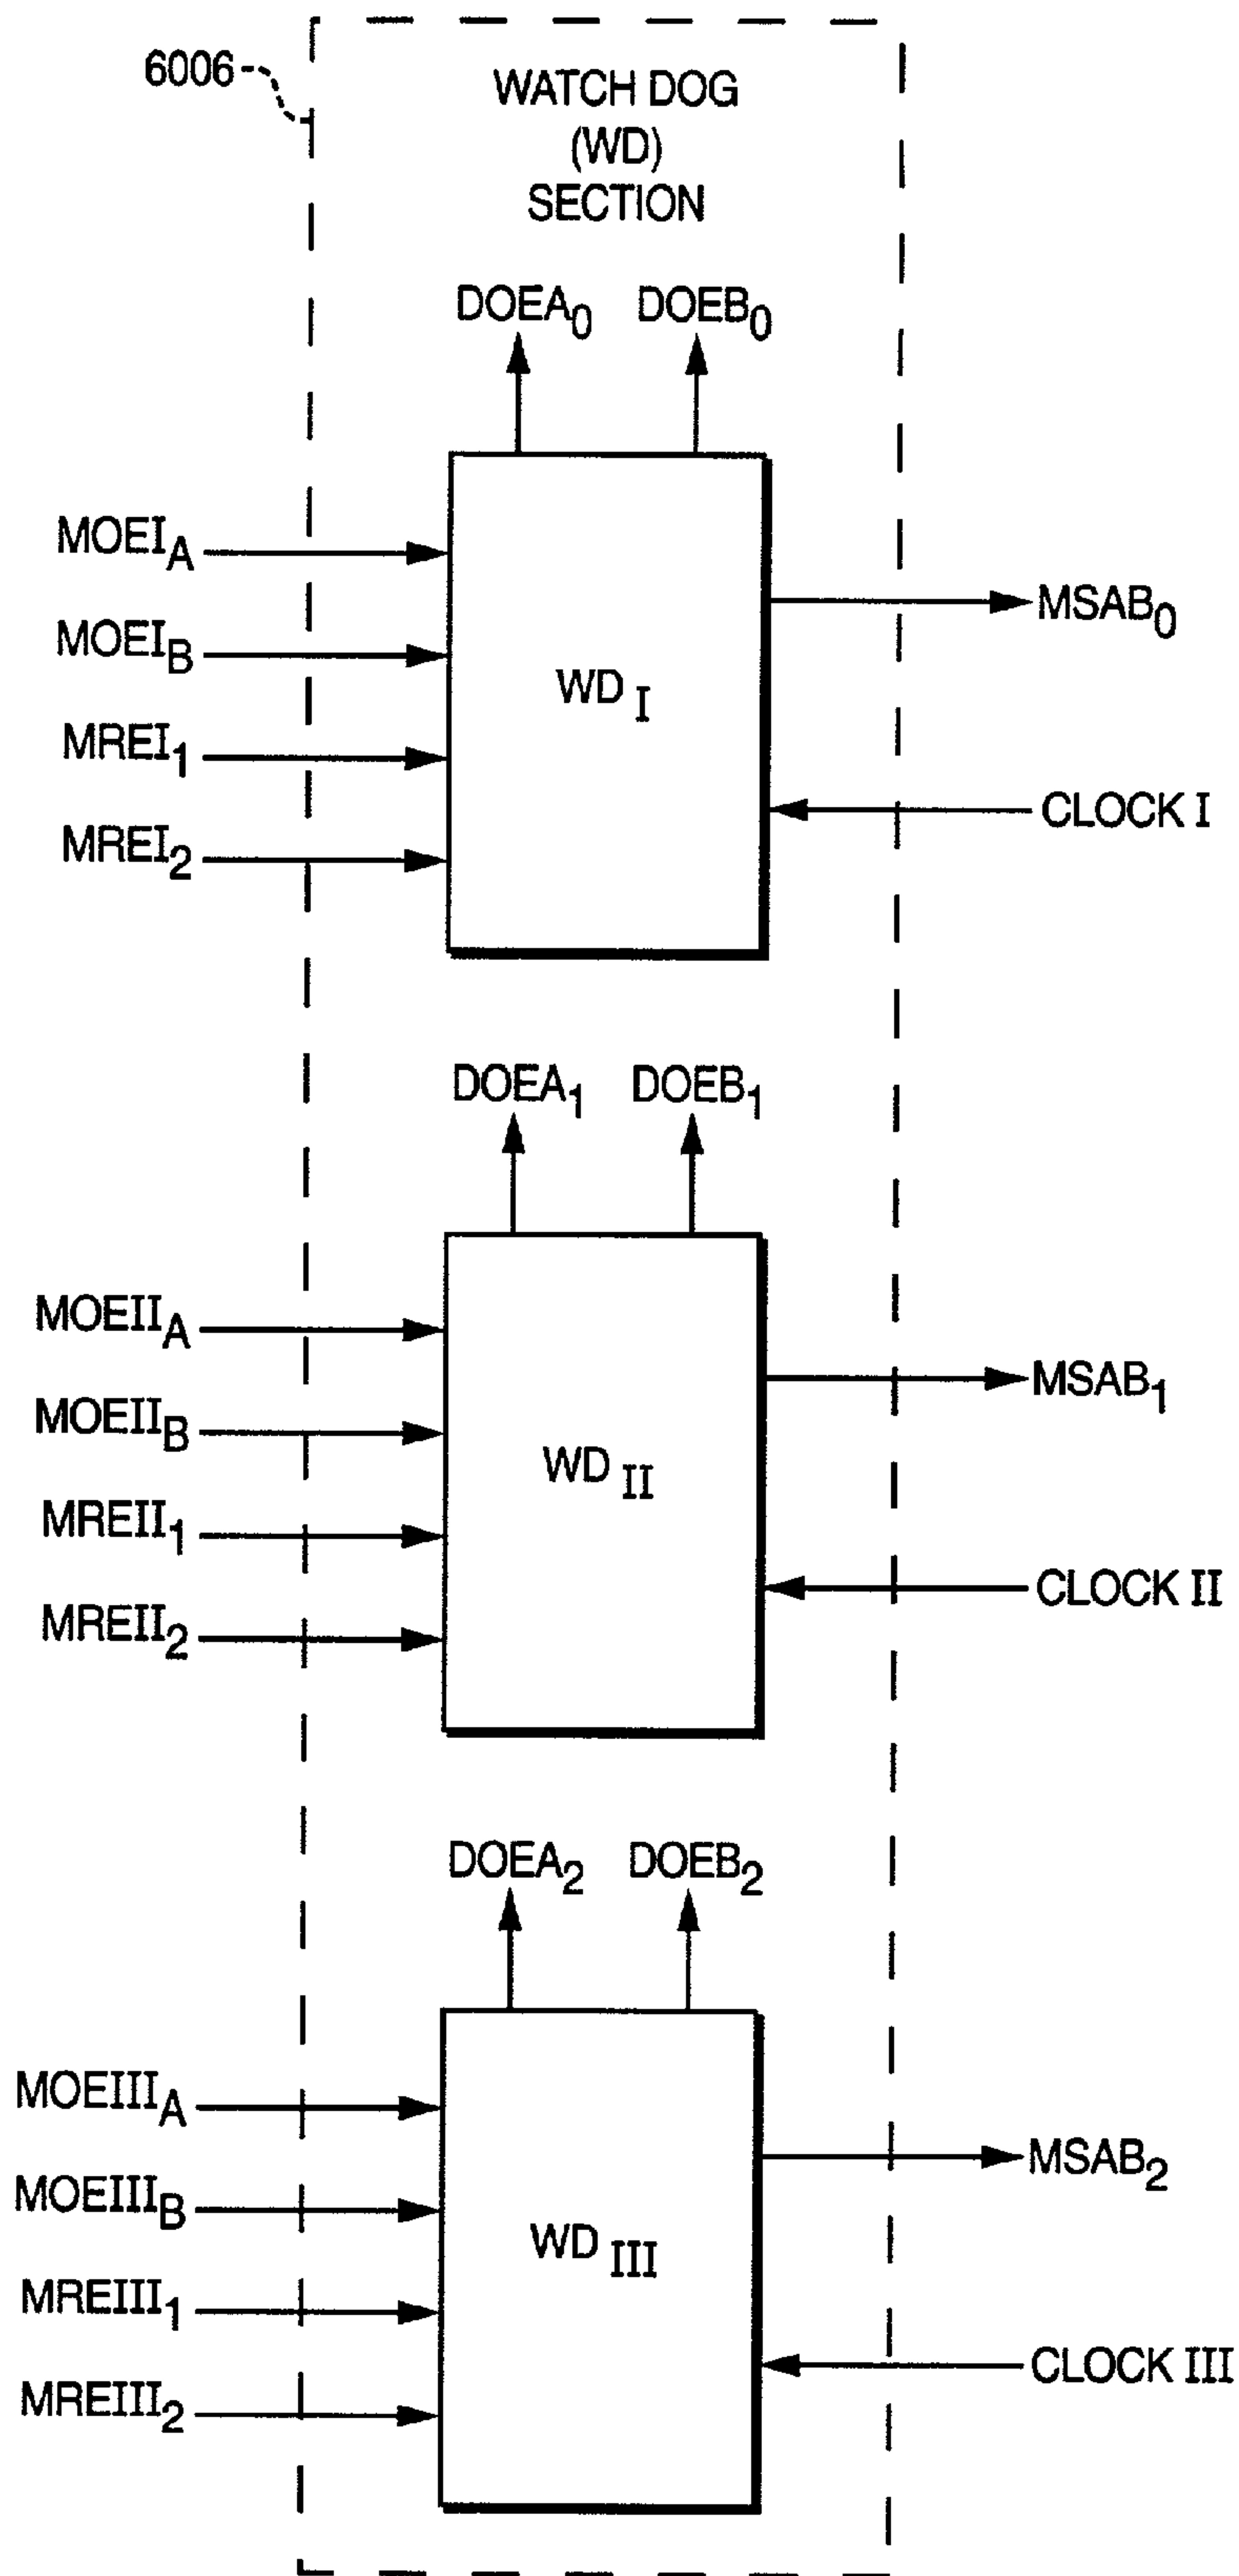 6006
WATCH DOG
(WD)
SECTION
DOEA0 DOEB0
MOEIA
MOEIB
MREI1
MREI2
WD I
MSAB0
CLOCK I
DOEA1 DOEB1
MOEIIA
MOEIIB
MREII1
MREII2
WD II
MSAB1
CLOCK II
DOEA2 DOEB2
MOEIIIA
MOEIIIB
MREIII1
MREIII2
WD III
MSAB2
CLOCK III